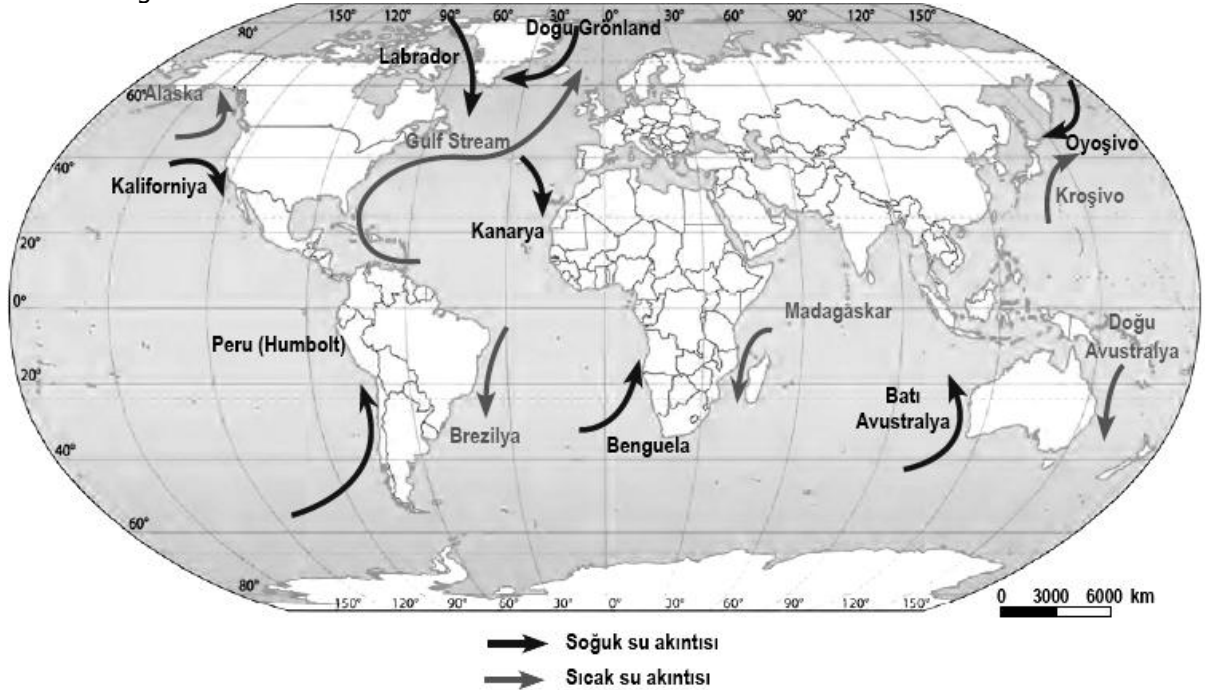 150° 120° 90° 60° 30° 0° 30° 60° 90° 120° 150°
80°
Doğu Grönland
Labrador
60°
Alaska
Gulf Stream
Oyoşivo
40°
Kaliforniya
Kroşivo
Kanarya
20°
0°
Madagaskar
Doğu
Avustralya
Peru (Humbolt)
20°
Batı
Avustralya
Brezilya
Benguela
40°
60°
80°
150° 120° 90° 60° 30° 0° 30° 60° 90° 120° 150°
0 3000 6000 km
Soğuk su akıntısı
Sıcak su akıntısı